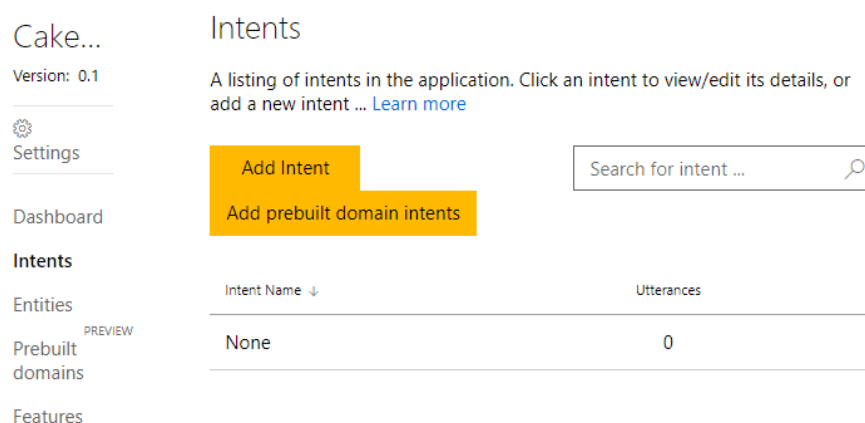 Cake...
Version: 0.1
Settings
Dashboard
Intents
Entities
PREVIEW
Prebuilt
domains
Features
Intents
A listing of intents in the application. Click an intent to view/edit its details, or
add a new intent ... Learn more
Add Intent
Search for intent ...
Add prebuilt domain intents
Intent Name ↓ Utterances
None 0